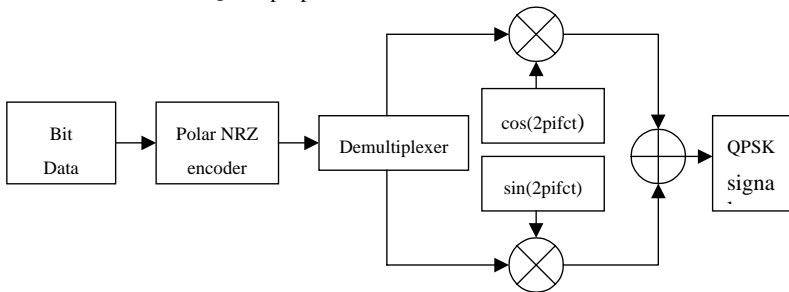 cos(2pifct)
Bit
Data
Polar NRZ
encoder
Demultiplexer
sin(2pifct)
QPSK
signa